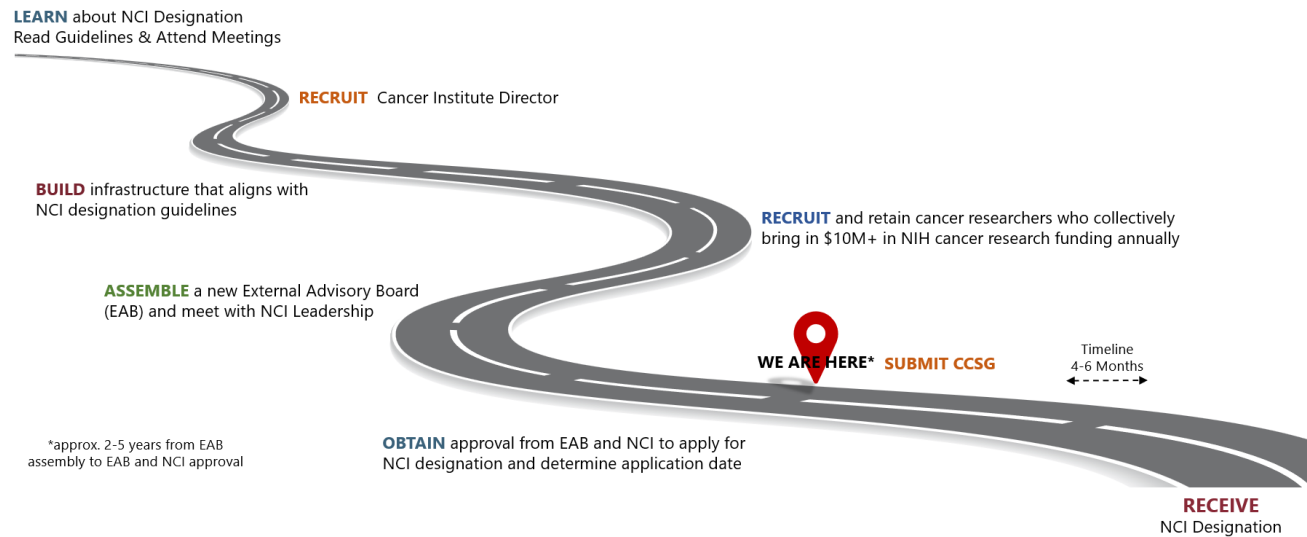 LEARN about NCI Designation
Read Guidelines & Attend Meetings
RECRUIT Cancer Institute Director
BUILD infrastructure that aligns with
NCI designation guidelines
RECRUIT and retain cancer researchers who collectively
bring in $10M+ in NIH cancer research funding annually
ASSEMBLE a new External Advisory Board
(EAB) and meet with NCI Leadership
WE ARE HERE* SUBMIT CCSG
Timeline
4-6 Months
OBTAIN approval from EAB and NCI to apply for
NCI designation and determine application date
*approx. 2-5 years from EAB
assembly to EAB and NCI approval
RECEIVE
NCI Designation